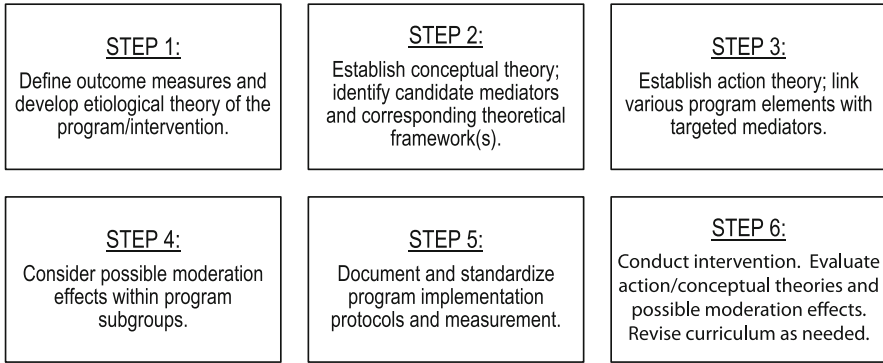 STEP 1:
Define outcome measures and
develop etiological theory of the
program/intervention.
STEP 2:
Establish conceptual theory;
identify candidate mediators
and corresponding theoretical
framework(s).
STEP 3:
Establish action theory; link
various program elements with
targeted mediators.
STEP 4:
Consider possible moderation
effects within program
subgroups.
STEP 5:
Document and standardize
program implementation
protocols and measurement.
STEP 6:
Conduct intervention. Evaluate
action/conceptual theories and
possible moderation effects.
Revise curriculum as needed.